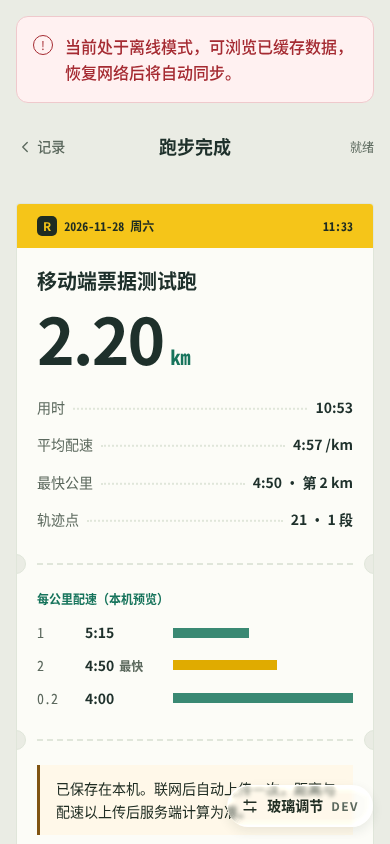 当前处于离线模式，可浏览已缓存数据，
恢复网络后将自动同步。
记录
跑步完成
就绪
R 2026-11-28 周六 11:33
移动端票据测试跑
2.20 km
用时 10:53
平均配速 4:57 /km
最快公里 4:50 • 第 2 km
轨迹点 21 • 1 段
每公里配速（本机预览）
1 5:15
2 4:50 最快
0.2 4:00
已保存在本机。联网后自动上
配速以上传后服务端计算为准
玻璃调节 DEV